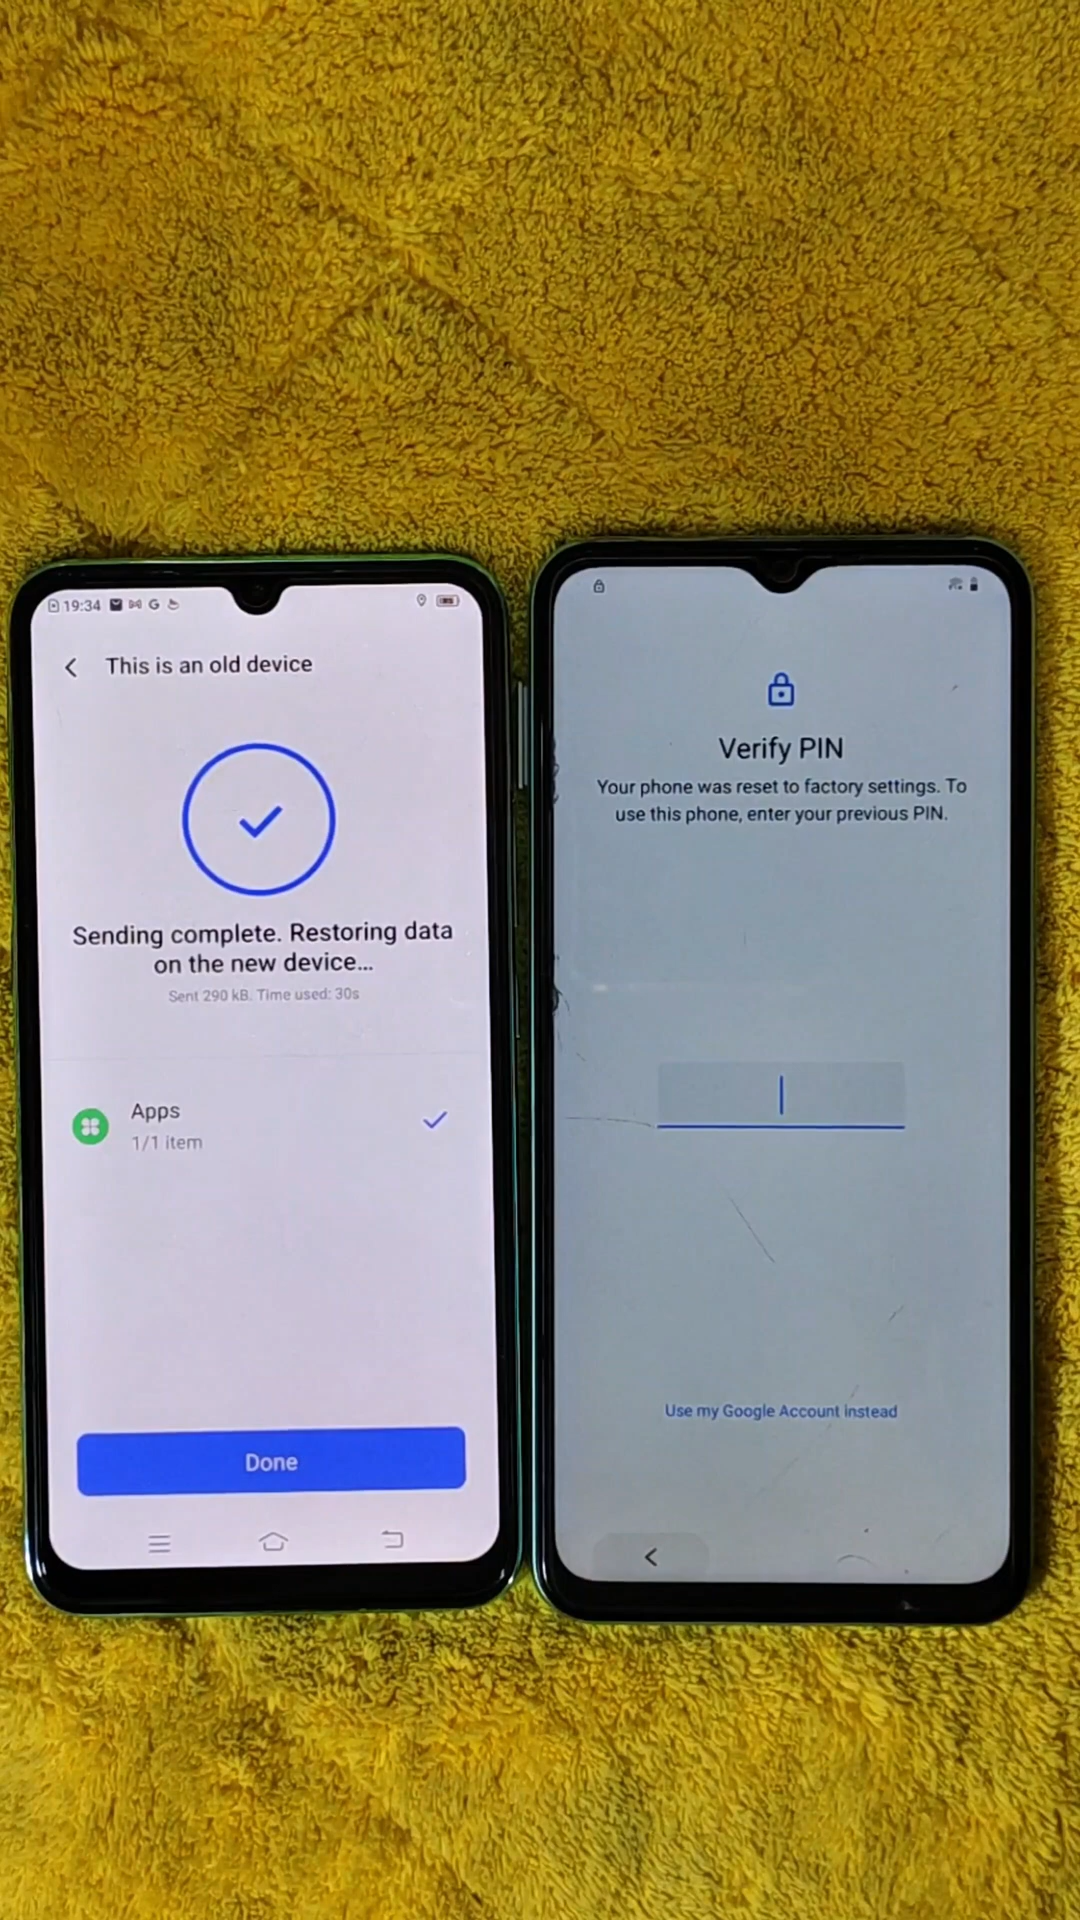 19:34
This is an old device
Sending complete. Restoring data
on the new device...
Sent 290 kB. Time used: 30s
Apps
1/1 item
Done
Verify PIN
Your phone was reset to factory settings. To
use this phone, enter your previous PIN.
Use my Google Account instead